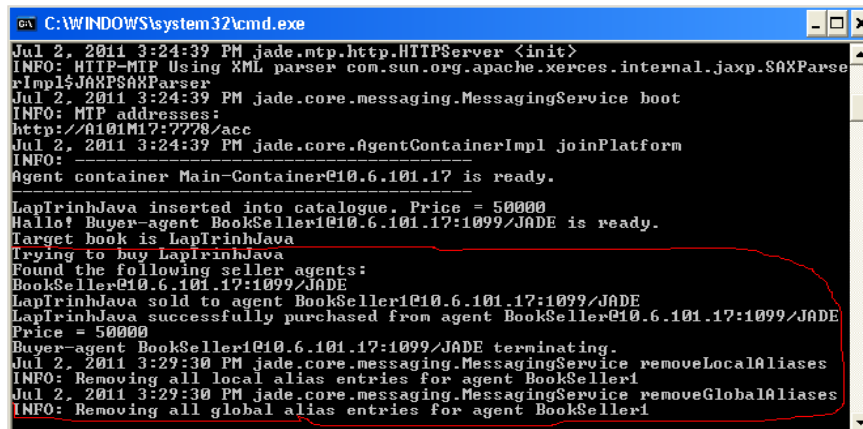 C:\WINDOWS\system32\cmd.exe
Jul 2, 2011 3:24:39 PM jade.mtp.http.HTTPServer <init>
INFO: HTTP-MTP Using XML parser com.sun.org.apache.xerces.internal.jaxp.SAXParse
rImpl$JAXPSAXParser
Jul 2, 2011 3:24:39 PM jade.core.messaging.MessagingService boot
INFO: MTP addresses:
http://A101M17:7778/acc
Jul 2, 2011 3:24:39 PM jade.core.AgentContainerImpl joinPlatform
INFO: --------------------------------------
Agent container Main-Container@10.6.101.17 is ready.
--------------------------------------------
LapTrinhJava inserted into catalogue. Price = 50000
Hallo! Buyer-agent BookSeller1@10.6.101.17:1099/JADE is ready.
Target book is LapTrinhJava
Trying to buy LapTrinhJava
Found the following seller agents:
BookSeller@10.6.101.17:1099/JADE
LapTrinhJava sold to agent BookSeller1@10.6.101.17:1099/JADE
LapTrinhJava successfully purchased from agent BookSeller@10.6.101.17:1099/JADE
Price = 50000
Buyer-agent BookSeller1@10.6.101.17:1099/JADE terminating.
Jul 2, 2011 3:29:30 PM jade.core.messaging.MessagingService removeLocalAliases
INFO: Removing all local alias entries for agent BookSeller1
Jul 2, 2011 3:29:30 PM jade.core.messaging.MessagingService removeGlobalAliases
INFO: Removing all global alias entries for agent BookSeller1